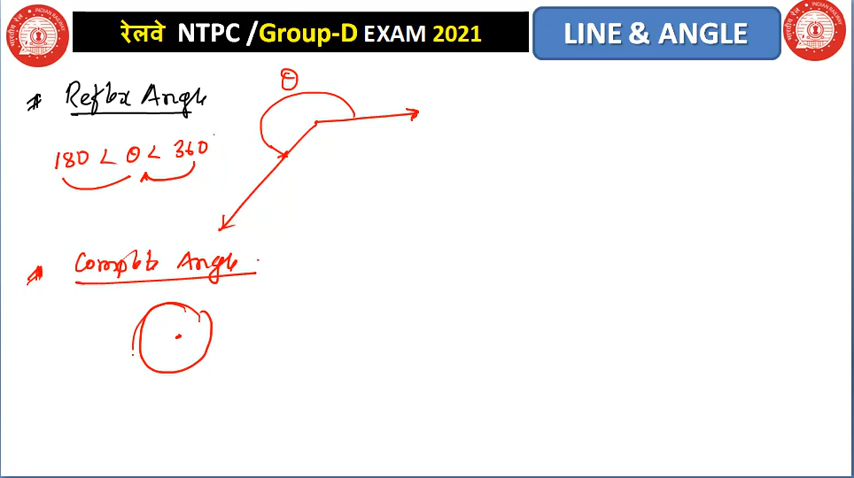 रेलवे NTPC /Group-D EXAM 2021
LINE & ANGLE
Reflex Angle
θ
180 < θ < 360
Complete Angle